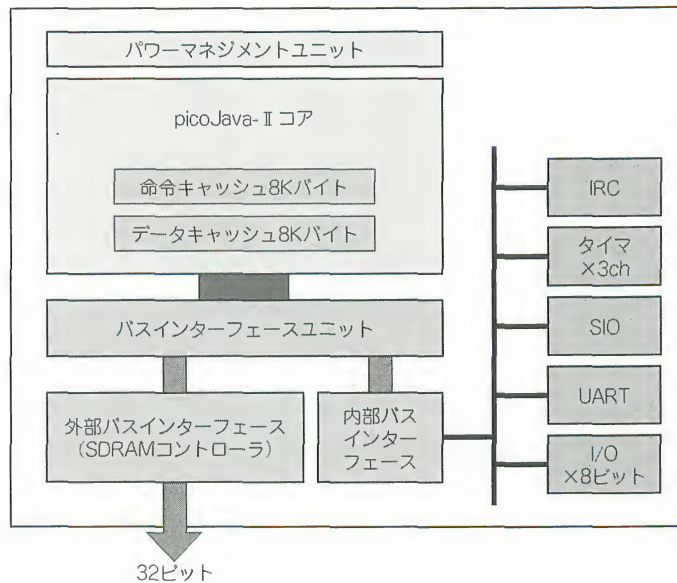 パワーマネジメントユニット
picoJava-Ⅱ コア
命令キャッシュ8Kバイト
データキャッシュ8Kバイト
バスインターフェースユニット
外部バスインターフェース
(SDRAMコントローラ)
内部バス
インター
フェース
IRC
タイマ
×3ch
SIO
UART
I/O
×8ビット
32ビット